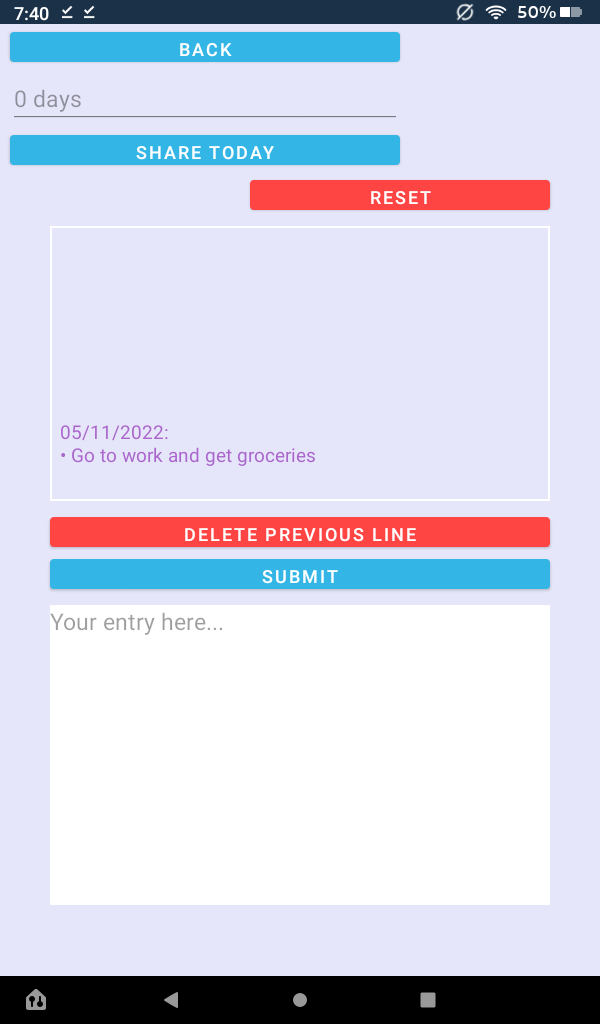 7:40 50%
BACK
0 days
SHARE TODAY
RESET
05/11/2022:
• Go to work and get groceries
DELETE PREVIOUS LINE
SUBMIT
Your entry here...